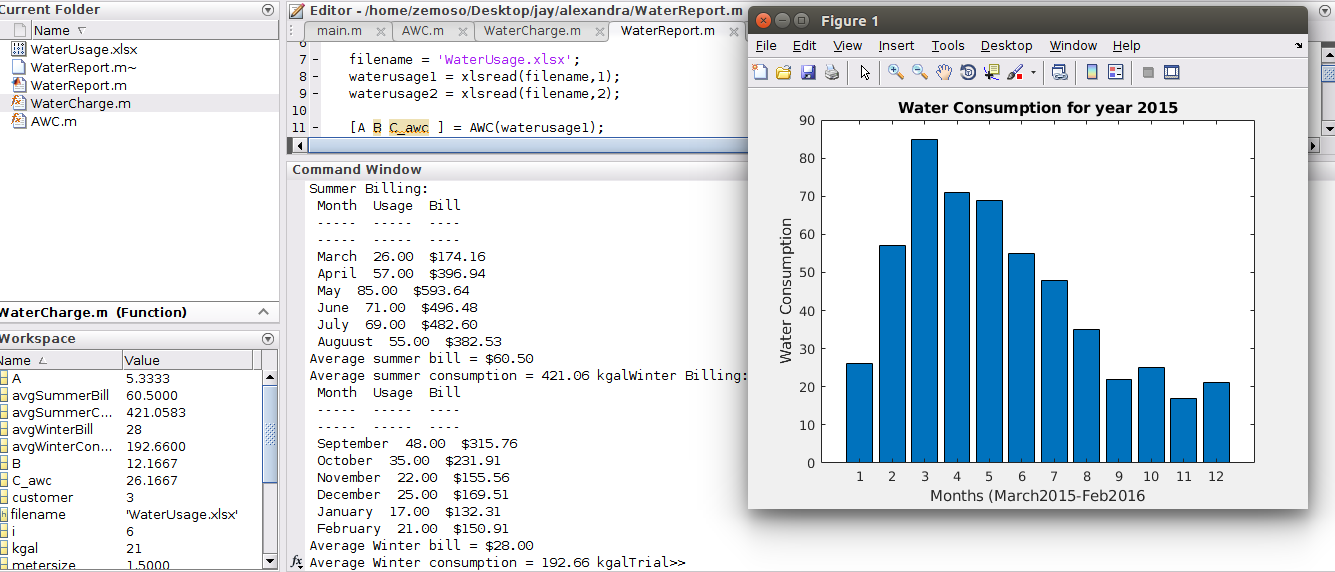 Current Folder
Name
WaterUsage.xlsx
WaterReport.m~
WaterReport.m
WaterCharge.m
AWC.m
WaterCharge.m (Function)
Workspace
Name Value
A 5.3333
avgSummerBill 60.5000
avgSummerC... 421.0583
avgWinterBill 28
avgWinterCon... 192.6600
B 12.1667
C_awc 26.1667
customer 3
filename 'WaterUsage.xlsx'
i 6
kgal 21
metersize 1.5000
Editor - /home/zemoso/Desktop/jay/alexandra/WaterReport.m
main.m AWC.m WaterCharge.m WaterReport.m
6
7 - filename = 'WaterUsage.xlsx';
8 - waterusage1 = xlsread(filename,1);
9 - waterusage2 = xlsread(filename,2);
10
11 - [A B C_awc ] = AWC(waterusage1);
Command Window
Summer Billing:
Month Usage Bill
----- ----- ----
----- ----- ----
March 26.00 $174.16
April 57.00 $396.94
May 85.00 $593.64
June 71.00 $496.48
July 69.00 $482.60
Auguust 55.00 $382.53
Average summer bill = $60.50
Average summer consumption = 421.06 kgalWinter Billing:
Month Usage Bill
----- ----- ----
----- ----- ----
September 48.00 $315.76
October 35.00 $231.91
November 22.00 $155.56
December 25.00 $169.51
January 17.00 $132.31
February 21.00 $150.91
Average Winter bill = $28.00
fx Average Winter consumption = 192.66 kgalTrial>>
Figure 1
File Edit View Insert Tools Desktop Window Help
Water Consumption for year 2015
Water Consumption
90
80
70
60
50
40
30
20
10
0
1 2 3 4 5 6 7 8 9 10 11 12
Months (March2015-Feb2016